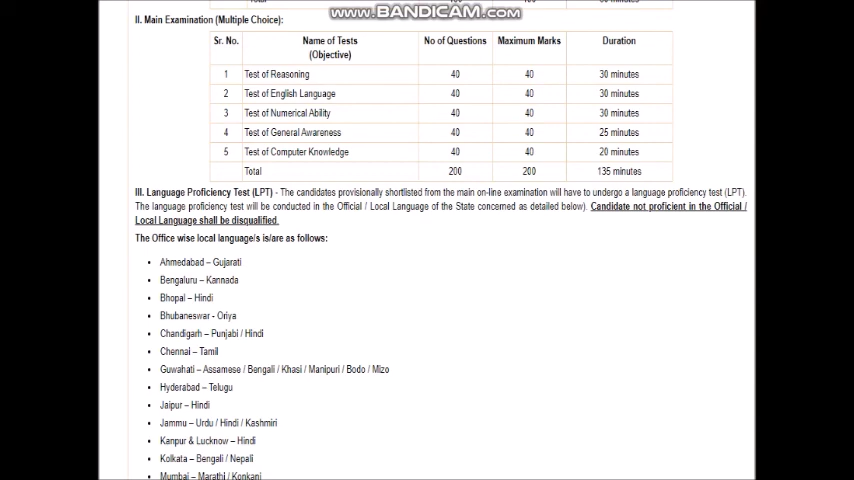 www.BANDICAM.com
Total 100 100 60 minutes
II. Main Examination (Multiple Choice):
Sr. No. Name of Tests (Objective) No of Questions Maximum Marks Duration
1 Test of Reasoning 40 40 30 minutes
2 Test of English Language 40 40 30 minutes
3 Test of Numerical Ability 40 40 30 minutes
4 Test of General Awareness 40 40 25 minutes
5 Test of Computer Knowledge 40 40 20 minutes
Total 200 200 135 minutes
III. Language Proficiency Test (LPT) - The candidates provisionally shortlisted from the main on-line examination will have to undergo a language proficiency test (LPT).
The language proficiency test will be conducted in the Official / Local Language of the State concerned as detailed below). Candidate not proficient in the Official /
Local Language shall be disqualified.
The Office wise local language/s is/are as follows:
• Ahmedabad – Gujarati
• Bengaluru – Kannada
• Bhopal – Hindi
• Bhubaneswar - Oriya
• Chandigarh – Punjabi / Hindi
• Chennai – Tamil
• Guwahati – Assamese / Bengali / Khasi / Manipuri / Bodo / Mizo
• Hyderabad – Telugu
• Jaipur – Hindi
• Jammu – Urdu / Hindi / Kashmiri
• Kanpur & Lucknow – Hindi
• Kolkata – Bengali / Nepali
• Mumbai – Marathi / Konkani